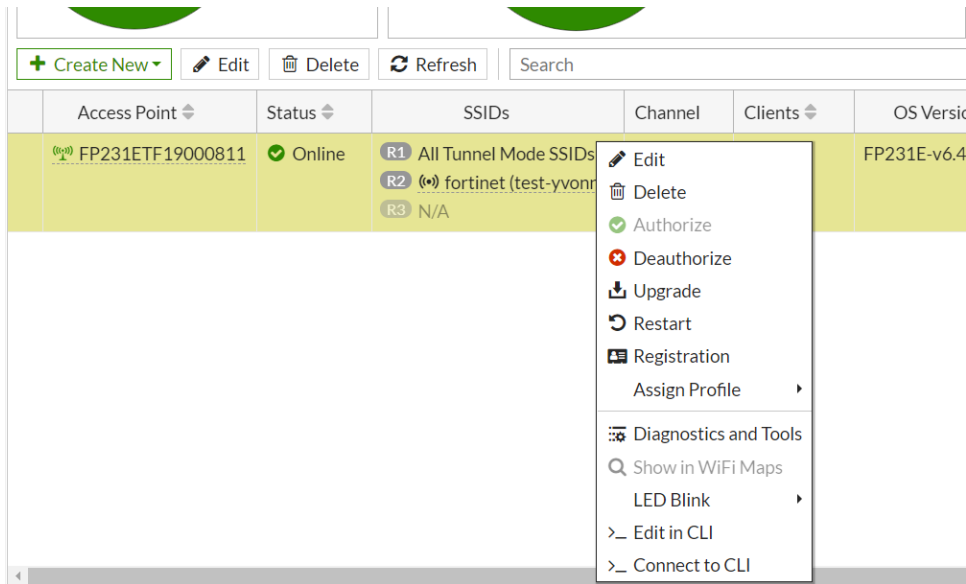 Create New Edit Delete Refresh Search
Access Point Status SSIDs Channel Clients OS Versio
FP231ETF19000811 Online R1 All Tunnel Mode SSIDs FP231E-v6.4
R2 fortinet (test-yvonn
R3 N/A
Edit
Delete
Authorize
Deauthorize
Upgrade
Restart
Registration
Assign Profile
Diagnostics and Tools
Show in WiFi Maps
LED Blink
>_ Edit in CLI
>_ Connect to CLI